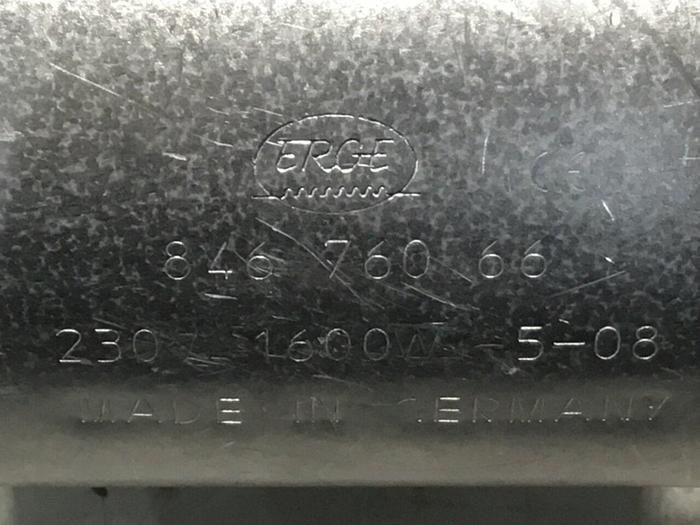 ERGE
CE
846 760 66
230V 1600W 5-08
MADE IN GERMANY